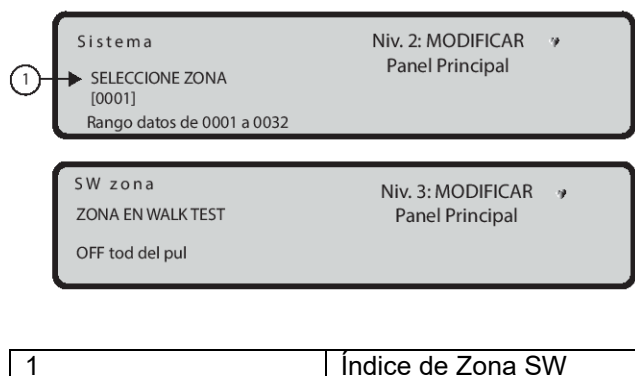 Sistema
Niv. 2: MODIFICAR
Panel Principal
1
SELECCIONE ZONA
[0001]
Rango datos de 0001 a 0032
SW zona
Niv. 3: MODIFICAR
Panel Principal
ZONA EN WALK TEST
OFF tod del pul
1 Índice de Zona SW